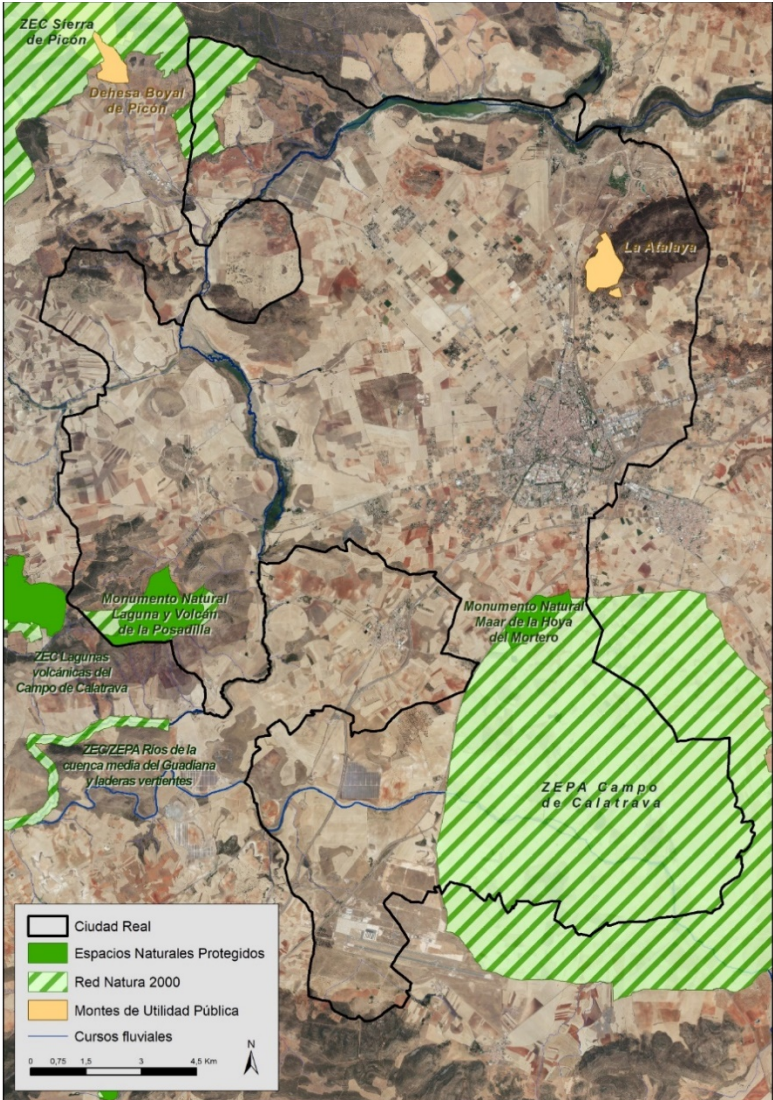 ZEC Sierra
de Picón
Dehesa Boyal
de Picón
La Atalaya
Monumento Natural
Laguna y Volcán
de la Posadilla
Monumento Natural
Maar de la Hoya
del Mortero
ZEC Lagunas
volcánicas del
Campo de Calatrava
ZEC/ZEPA Ríos de la
cuenca media del Guadiana
y laderas vertientes
ZEPA Campo
de Calatrava
Ciudad Real
Espacios Naturales Protegidos
Red Natura 2000
Montes de Utilidad Pública
Cursos fluviales
0 0,75 1,5 3 4,5 Km
N